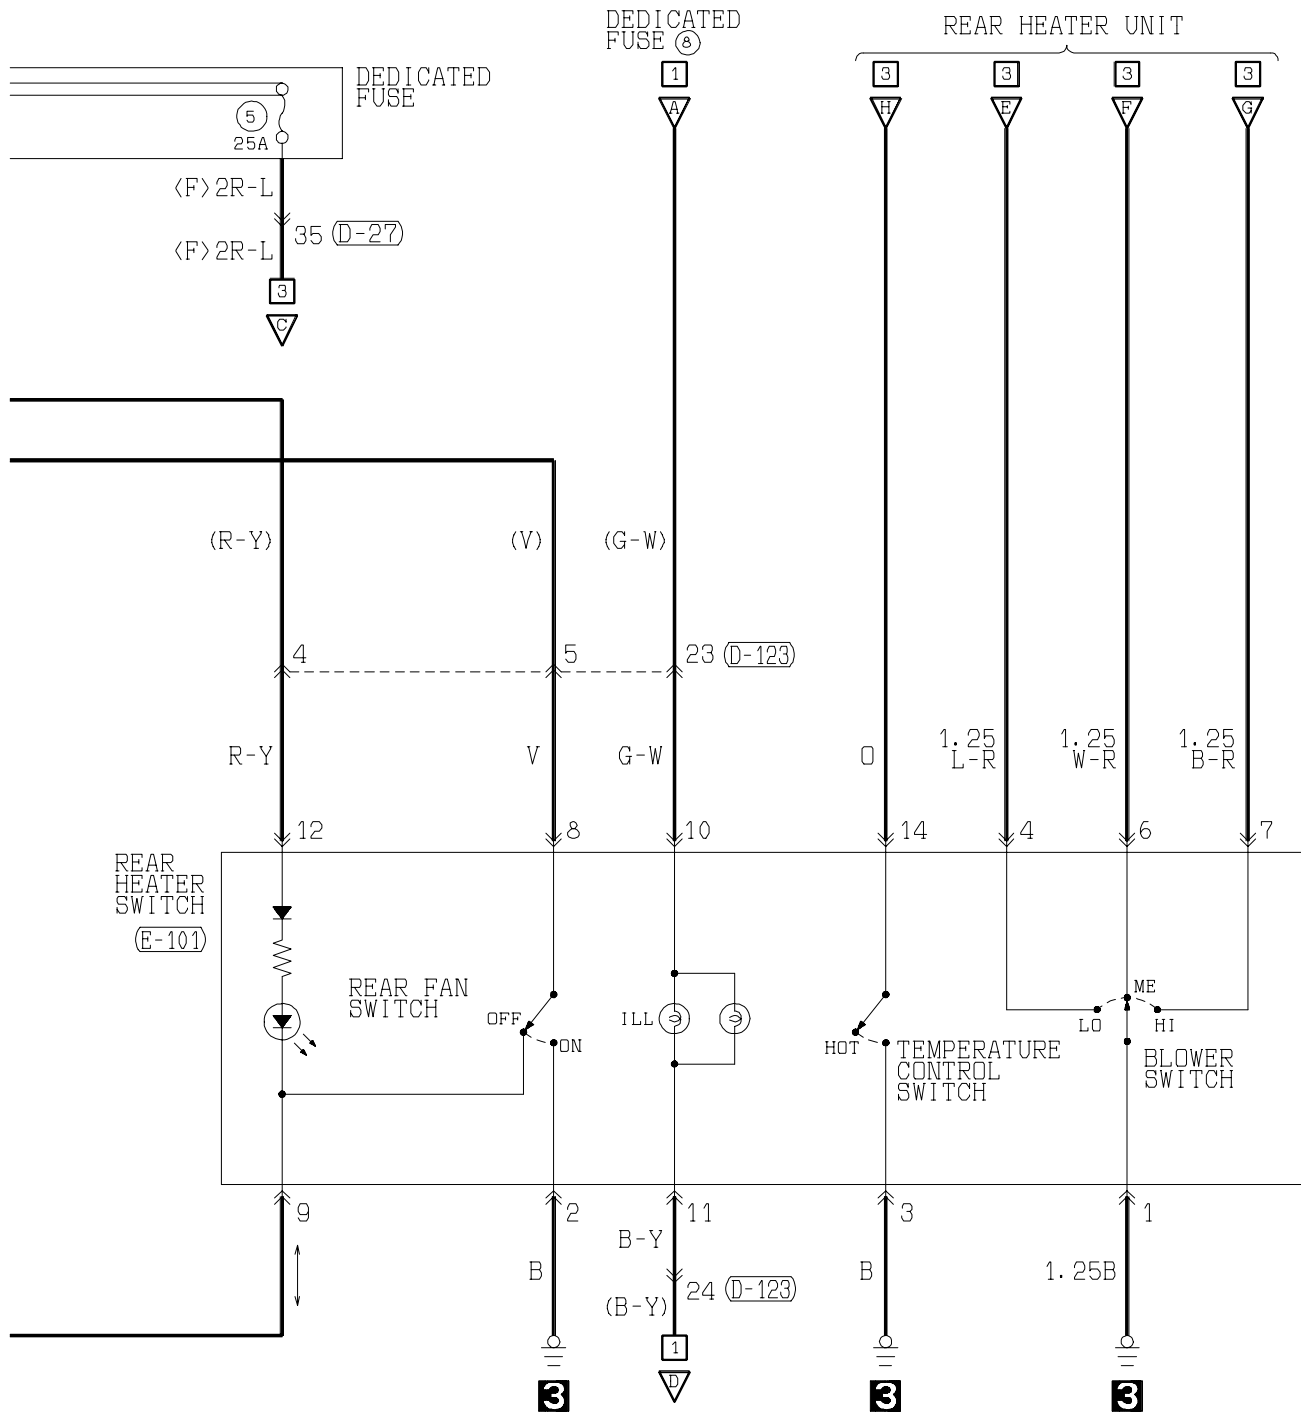 DEDICATED
FUSE 8
REAR HEATER UNIT
1
3
3
3
3
A
H
E
F
G
DEDICATED
FUSE
5
25A
<F>2R-L
35 D-27
<F>2R-L
3
C
(R-Y)
(V)
(G-W)
4
5
23 D-123
R-Y
V
G-W
O
1.25
L-R
1.25
W-R
1.25
B-R
12
8
10
14
4
6
7
REAR
HEATER
SWITCH
E-101
REAR FAN
SWITCH
OFF
ON
ILL
HOT
TEMPERATURE
CONTROL
SWITCH
ME
LO
HI
BLOWER
SWITCH
9
2
11
3
1
B-Y
B
B
1.25B
24 D-123
(B-Y)
1
D
3
3
3